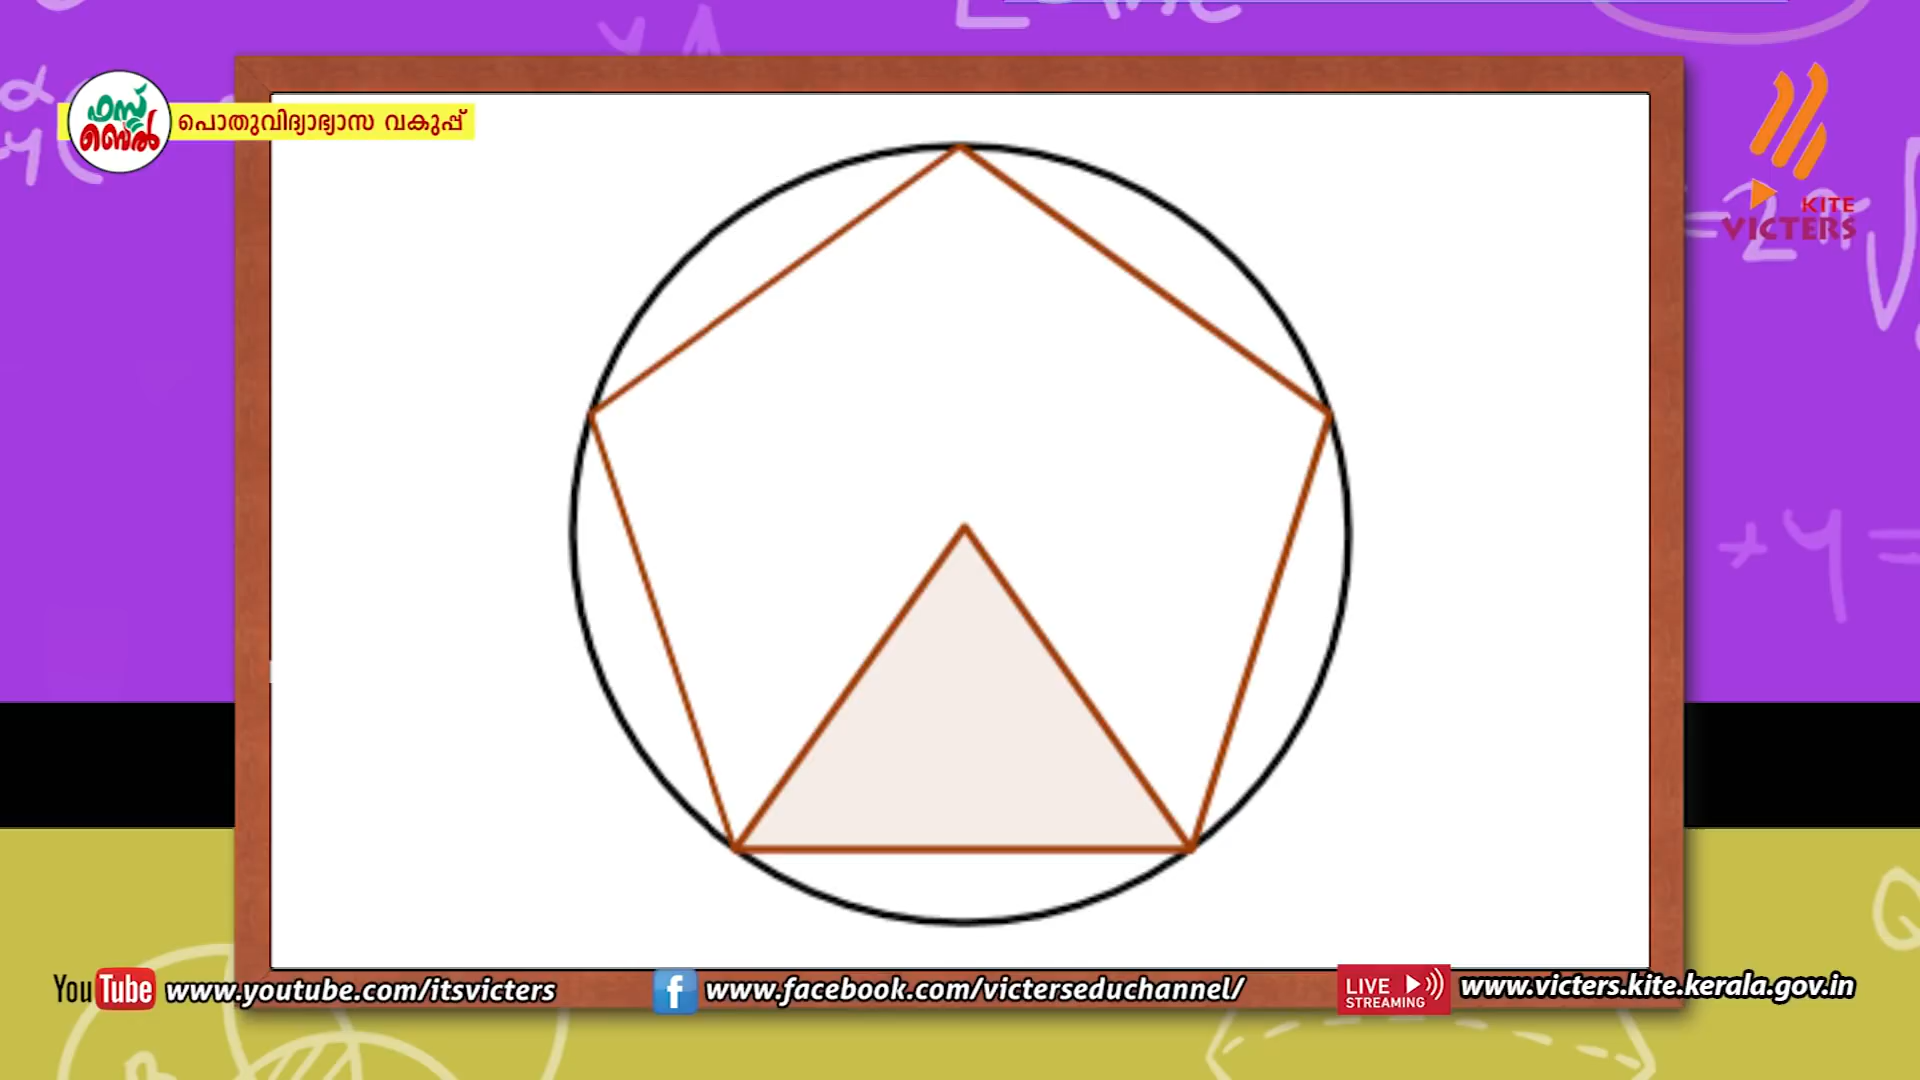 ഫസ്റ്റ്
ബെൽ
പൊതുവിദ്യാഭ്യാസ വകുപ്പ്
KITE
VICTERS
YouTube www.youtube.com/itsvicters
f www.facebook.com/victerseduchannel/
LIVE
STREAMING
www.victers.kite.kerala.gov.in